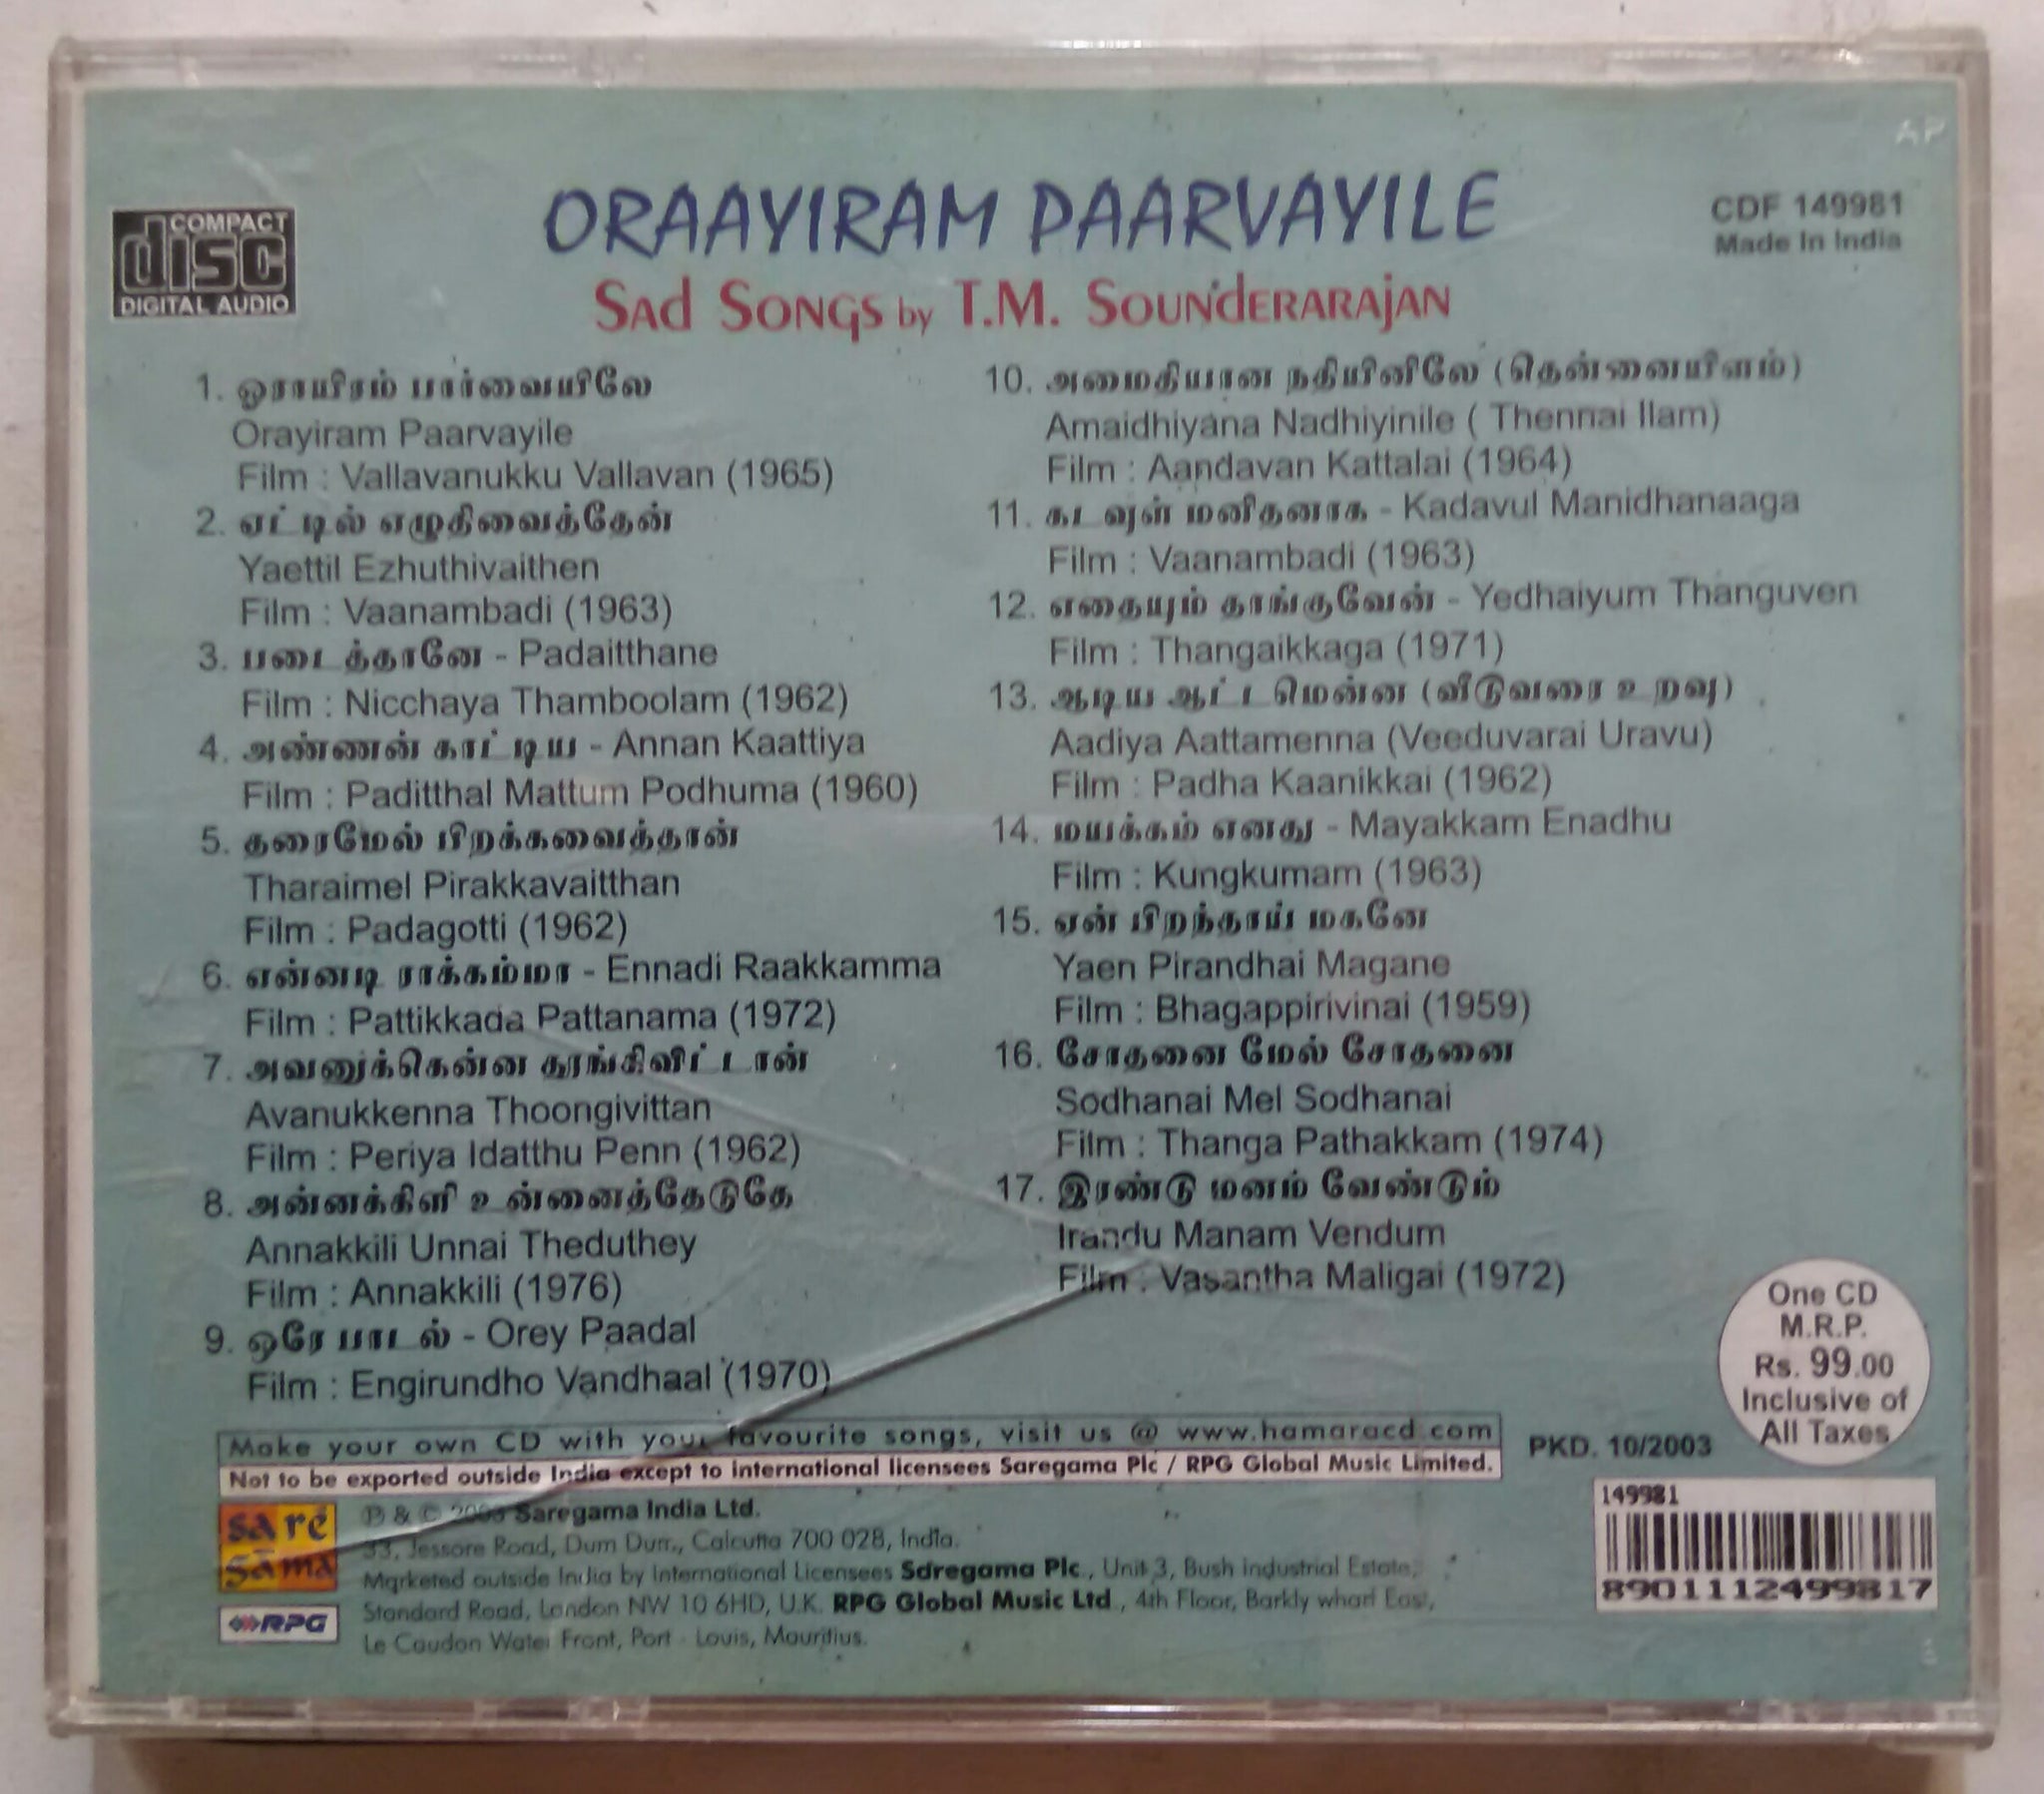 AP
COMPACT
disc
DIGITAL AUDIO
ORAAYIRAM PAARVAYILE
Sad Songs by T.M. Sounderarajan
CDF 149981
Made In India
1. ஓராயிரம் பார்வையிலே
Orayiram Paarvayile
Film : Vallavanukku Vallavan (1965)
2. ஏட்டில் எழுதிவைத்தேன்
Yaettil Ezhuthivaithen
Film : Vaanambadi (1963)
3. படைத்தானே - Padaitthane
Film : Nicchaya Thamboolam (1962)
4. அண்ணன் காட்டிய - Annan Kaattiya
Film : Paditthal Mattum Podhuma (1960)
5. தரைமேல் பிறக்கவைத்தான்
Tharaimel Pirakkavaitthan
Film : Padagotti (1962)
6. என்னடி ராக்கம்மா - Ennadi Raakkamma
Film : Pattikkada Pattanama (1972)
7. அவனுக்கென்ன தூங்கிவிட்டான்
Avanukkenna Thoongivittan
Film : Periya Idatthu Penn (1962)
8. அன்னக்கிளி உன்னைத்தேடுதே
Annakkili Unnai Theduthey
Film : Annakkili (1976)
9. ஒரே பாடல் - Orey Paadal
Film : Engirundho Vandhaal (1970)
10. அமைதியான நதியினிலே (தென்னையிளம்)
Amaidhiyana Nadhiyinile ( Thennai Ilam)
Film : Aandavan Kattalai (1964)
11. கடவுள் மனிதனாக - Kadavul Manidhanaaga
Film : Vaanambadi (1963)
12. எதையும் தாங்குவேன் - Yedhaiyum Thanguven
Film : Thangaikkaga (1971)
13. ஆடிய ஆட்டமென்ன (வீடுவரை உறவு)
Aadiya Aattamenna (Veeduvarai Uravu)
Film : Padha Kaanikkai (1962)
14. மயக்கம் எனது - Mayakkam Enadhu
Film : Kungkumam (1963)
15. ஏன் பிறந்தாய் மகனே
Yaen Pirandhai Magane
Film : Bhagappirivinai (1959)
16. சோதனை மேல் சோதனை
Sodhanai Mel Sodhanai
Film : Thanga Pathakkam (1974)
17. இரண்டு மனம் வேண்டும்
Irandu Manam Vendum
Film : Vasantha Maligai (1972)
One CD
M.R.P.
Rs. 99.00
Inclusive of
All Taxes
Make your own CD with your favourite songs, visit us @ www.hamaracd.com
Not to be exported outside India except to international licensees Saregama Plc / RPG Global Music Limited.
PKD. 10/2003
sa re
sama
RPG
℗ & © 2003 Saregama India Ltd.
33, Jessore Road, Dum Dum, Calcutta 700 028, India.
Marketed outside India by International Licensees Saregama Plc., Unit 3, Bush Industrial Estate,
Standard Road, London NW 10 6HD, U.K. RPG Global Music Ltd., 4th Floor, Barkly wharf East,
Le Caudon Water Front, Port - Louis, Mauritius.
149981
8901112499817